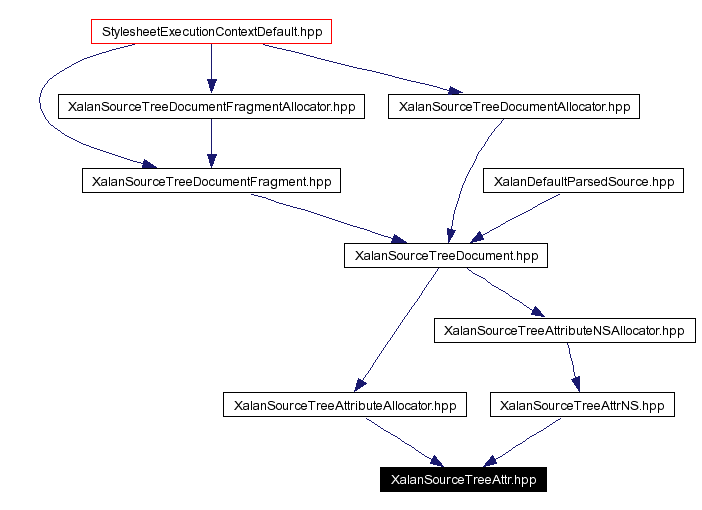 StylesheetExecutionContextDefault.hpp
XalanSourceTreeDocumentFragmentAllocator.hpp
XalanSourceTreeDocumentAllocator.hpp
XalanSourceTreeDocumentFragment.hpp
XalanDefaultParsedSource.hpp
XalanSourceTreeDocument.hpp
XalanSourceTreeAttributeNSAllocator.hpp
XalanSourceTreeAttributeAllocator.hpp
XalanSourceTreeAttrNS.hpp
XalanSourceTreeAttr.hpp